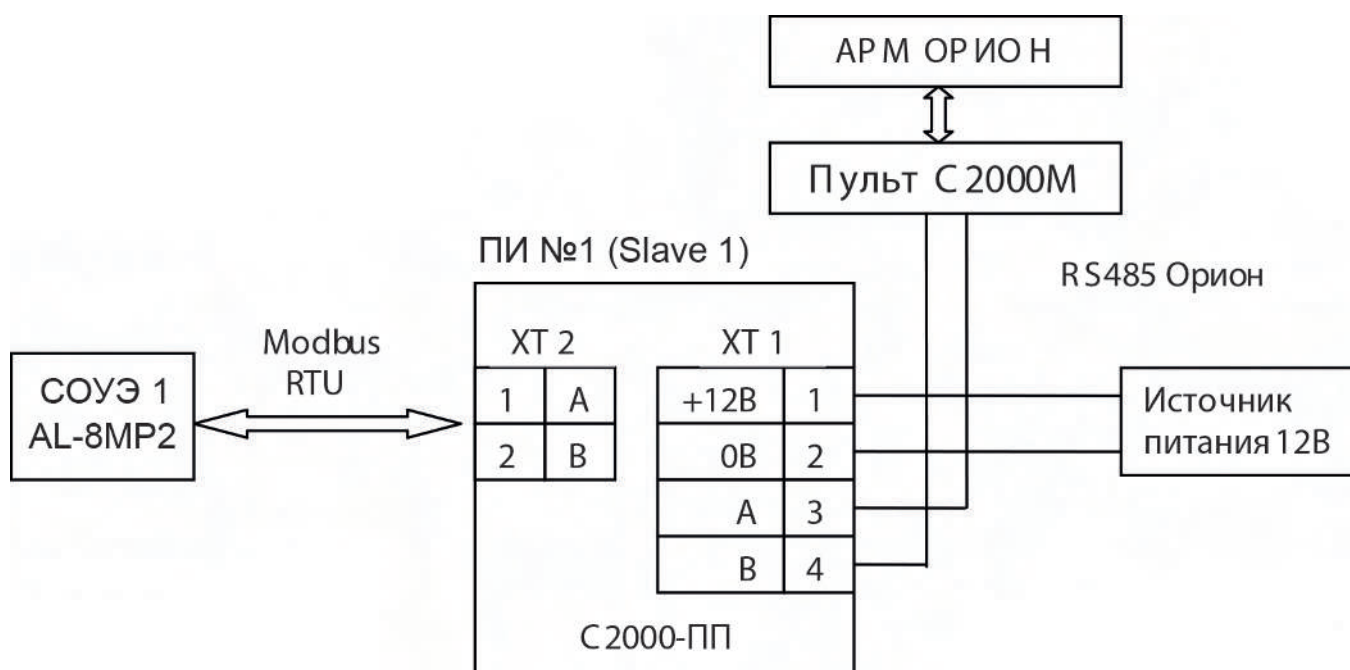 АРМ ОРИОН
Пульт С2000М
ПИ №1 (Slave 1)
RS485 Орион
Modbus
RTU
XT 2
XT 1
СОУЭ 1
AL-8MP2
1 A
2 B
+12В 1
0В 2
A 3
B 4
Источник
питания 12В
С2000-ПП